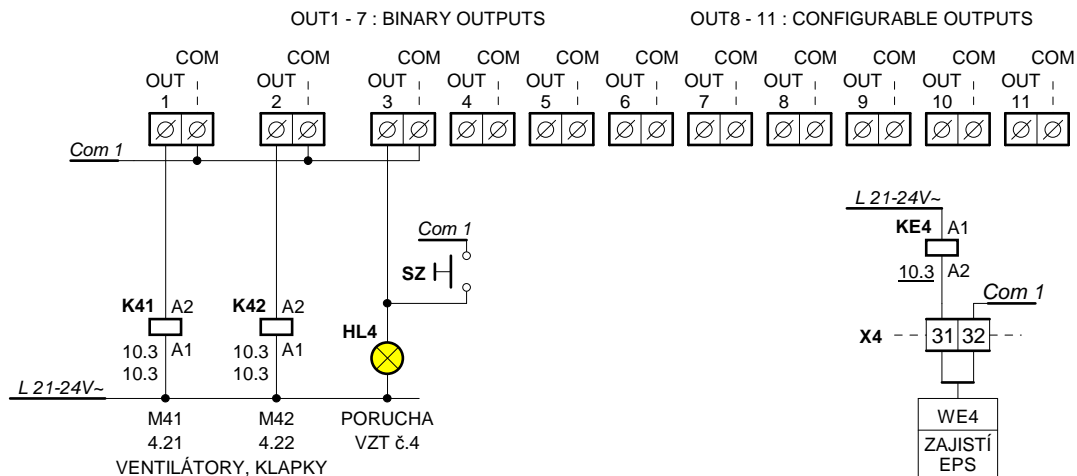 OUT1 - 7 : BINARY OUTPUTS OUT8 - 11 : CONFIGURABLE OUTPUTS
COM COM COM COM COM COM COM COM COM COM COM
OUT OUT OUT OUT OUT OUT OUT OUT OUT OUT OUT
1 2 3 4 5 6 7 8 9 10 11
Com 1
L 21-24V~
KE4 A1
10.3 A2
Com 1
SZ
Com 1
K41 A2 K42 A2
HL4
X4 31 32
10.3 A1 10.3 A1
10.3 10.3
L 21-24V~
M41 M42 PORUCHA
4.21 4.22 VZT č.4
VENTILÁTORY, KLAPKY
WE4
ZAJISTÍ
EPS